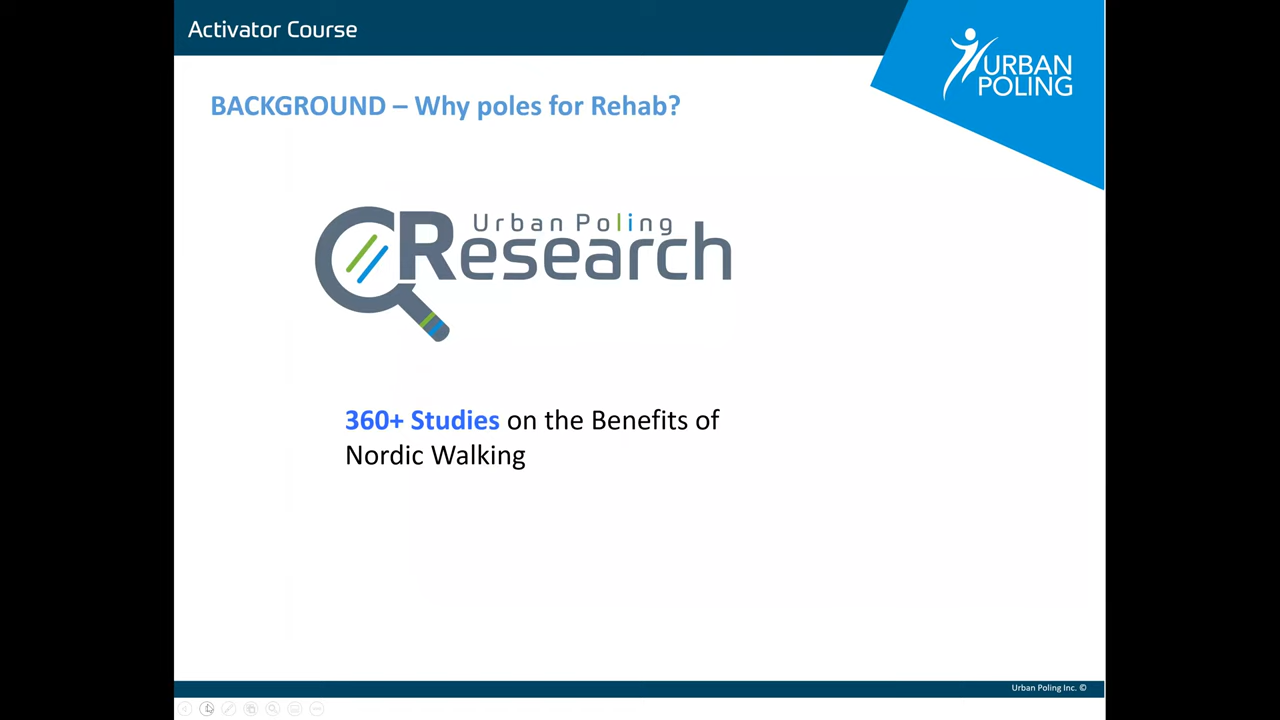 Activator Course
URBAN
POLING
BACKGROUND – Why poles for Rehab?
Urban Poling
Research
360+ Studies on the Benefits of
Nordic Walking
Urban Poling Inc. ©